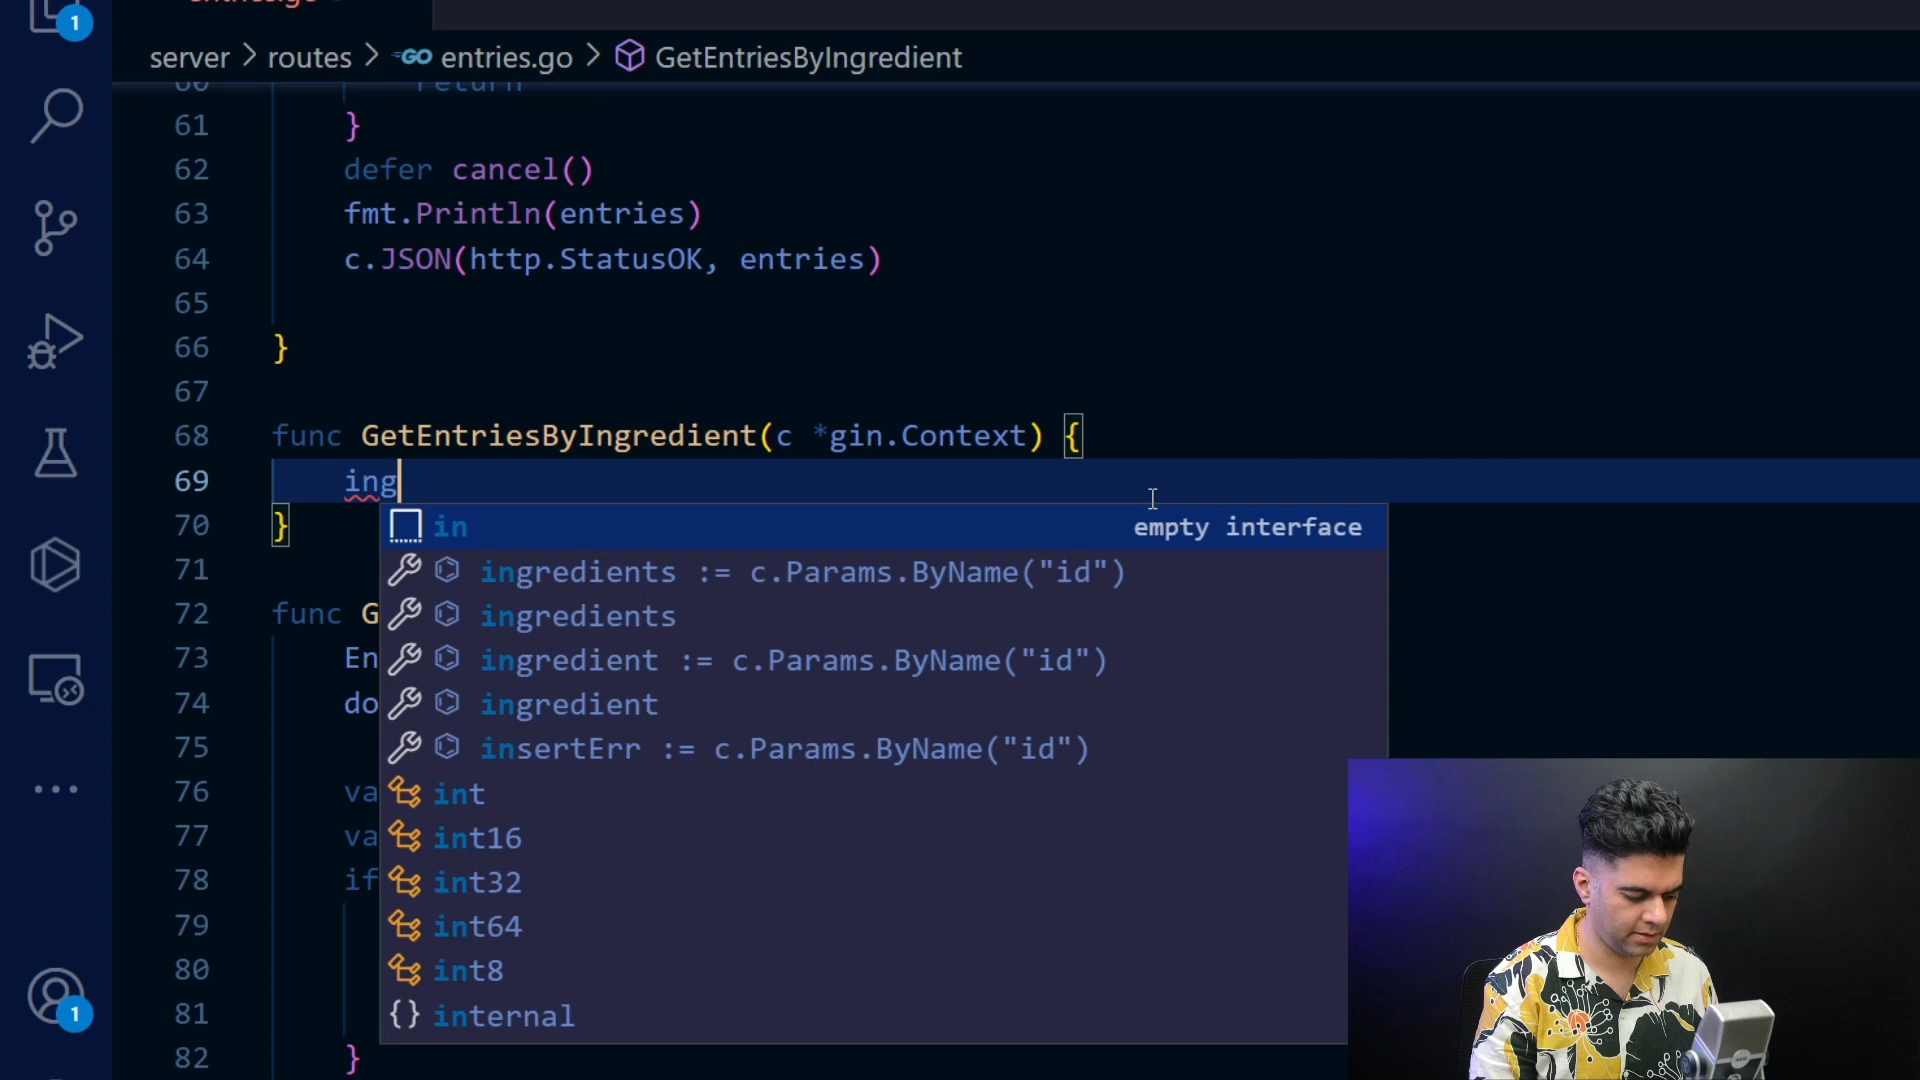 1
server > routes > GO entries.go > GetEntriesByIngredient
60 return
61 }
62 defer cancel()
63 fmt.Println(entries)
64 c.JSON(http.StatusOK, entries)
65
66 }
67
68 func GetEntriesByIngredient(c *gin.Context) {
69 ing
70 }
in empty interface
71 ingredients := c.Params.ByName("id")
72 func G ingredients
73 En ingredient := c.Params.ByName("id")
74 do ingredient
75 insertErr := c.Params.ByName("id")
76 va int
77 va int16
78 if int32
79 int64
80 int8
81 {} internal
82 }
1